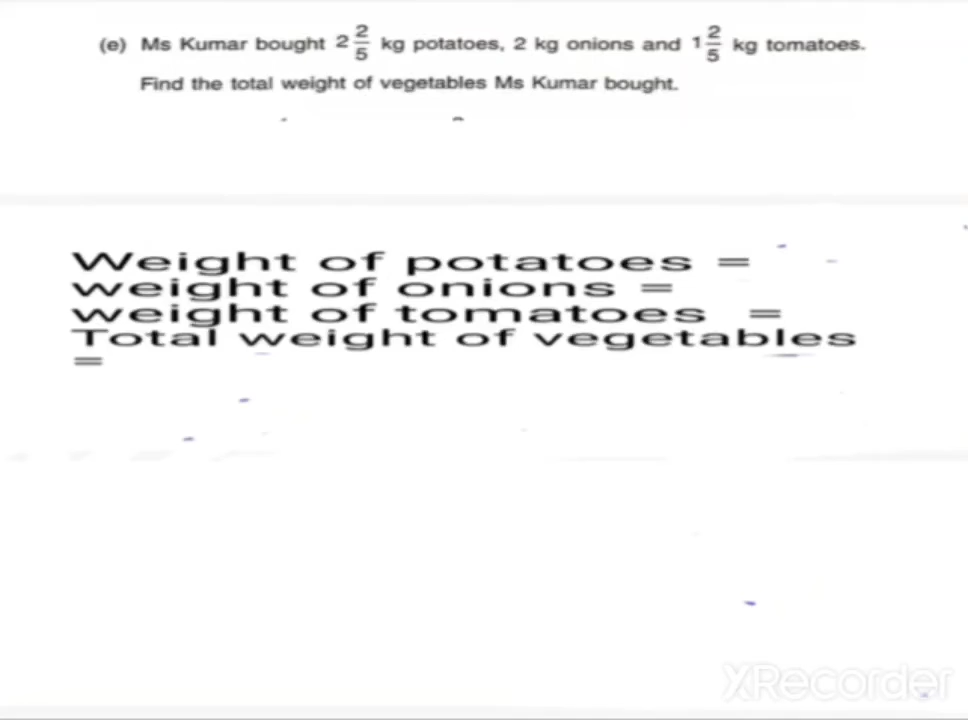 (e) Ms Kumar bought 2 2/5 kg potatoes, 2 kg onions and 1 2/5 kg tomatoes.
Find the total weight of vegetables Ms Kumar bought.
Weight of potatoes =
weight of onions =
weight of tomatoes =
Total weight of vegetables
=
XRecorder